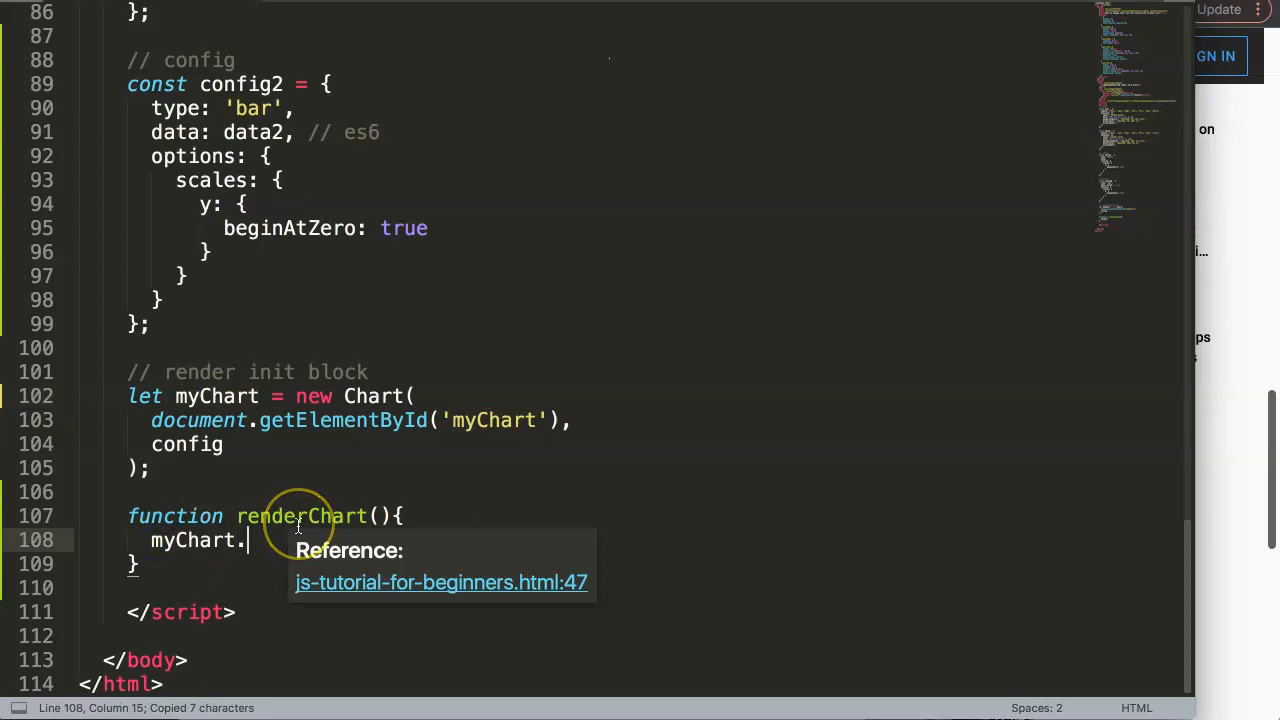 86 };
Update
87
88 // config
89 const config2 = {
IGN IN
90 type: 'bar',
91 data: data2, // es6
on
92 options: {
93 scales: {
94 y: {
95 beginAtZero: true
96 }
i...
97 }
98 }
99 };
ps
100
101 // render init block
102 let myChart = new Chart(
103 document.getElementById('myChart'),
104 config
105 );
106
107 function renderChart(){
108 myChart.
Reference:
109 }
js-tutorial-for-beginners.html:47
110
111 </script>
112
113 </body>
114 </html>
Line 108, Column 15; Copied 7 characters
Spaces: 2
HTML